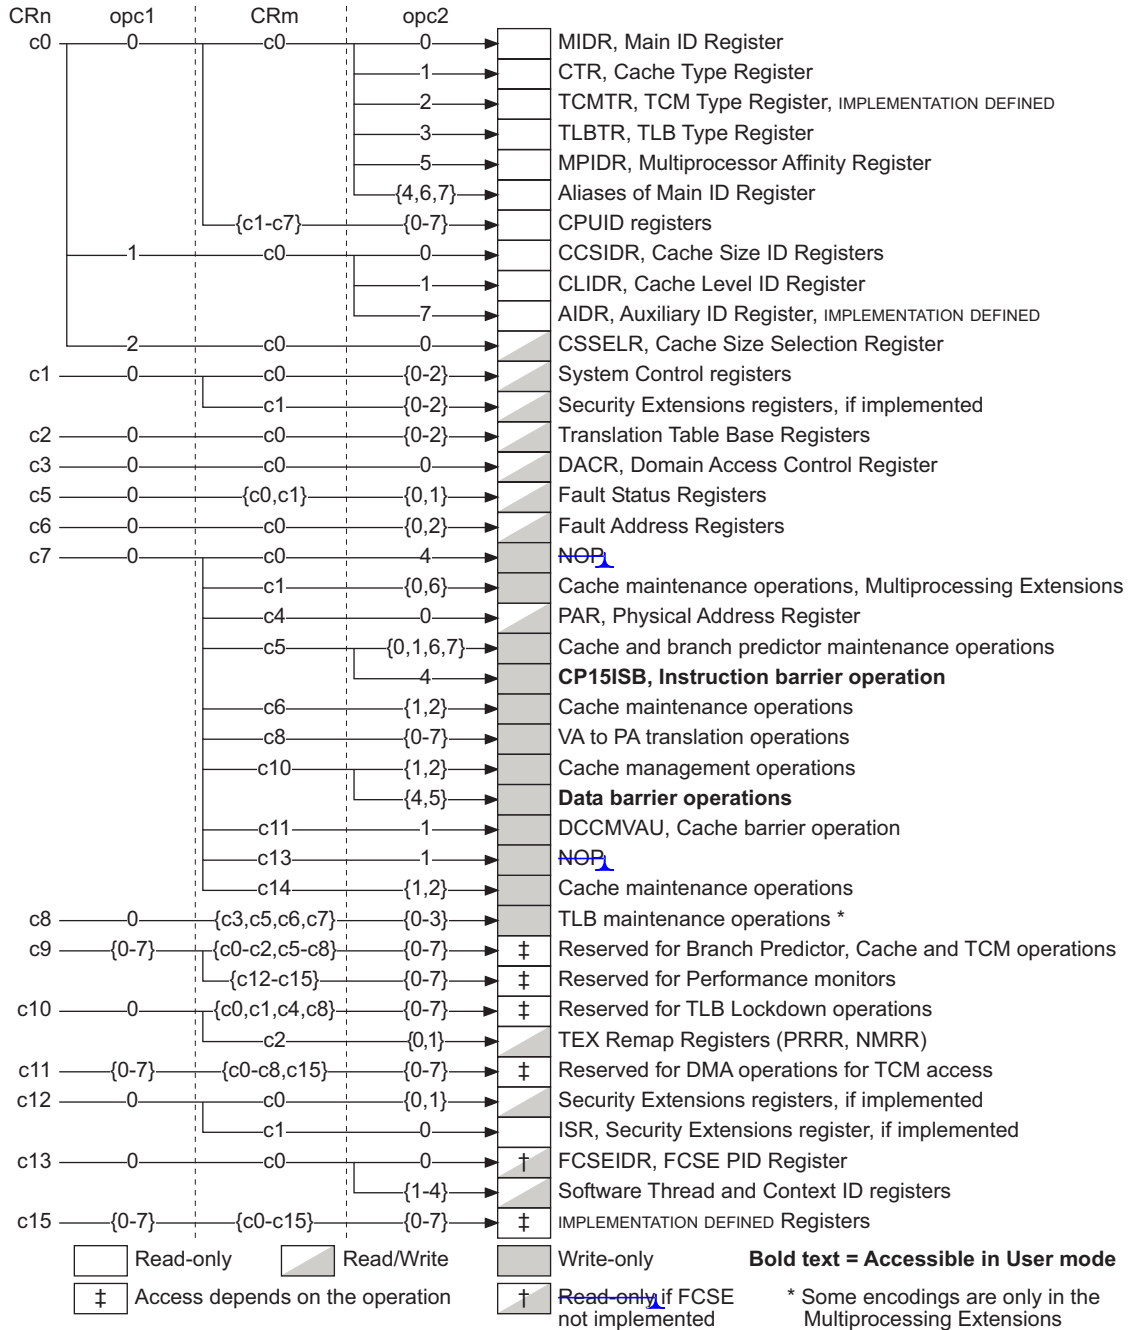 CRn opc1 CRm opc2
c0 0 c0 0 MIDR, Main ID Register
1 CTR, Cache Type Register
2 TCMTR, TCM Type Register, IMPLEMENTATION DEFINED
3 TLBTR, TLB Type Register
5 MPIDR, Multiprocessor Affinity Register
{4,6,7} Aliases of Main ID Register
{c1-c7} {0-7} CPUID registers
1 c0 0 CCSIDR, Cache Size ID Registers
1 CLIDR, Cache Level ID Register
7 AIDR, Auxiliary ID Register, IMPLEMENTATION DEFINED
2 c0 0 CSSELR, Cache Size Selection Register
c1 0 c0 {0-2} System Control registers
c1 {0-2} Security Extensions registers, if implemented
c2 0 c0 {0-2} Translation Table Base Registers
c3 0 c0 0 DACR, Domain Access Control Register
c5 0 {c0,c1} {0,1} Fault Status Registers
c6 0 c0 {0,2} Fault Address Registers
c7 0 c0 4 NOP
c1 {0,6} Cache maintenance operations, Multiprocessing Extensions
c4 0 PAR, Physical Address Register
c5 {0,1,6,7} Cache and branch predictor maintenance operations
4 CP15ISB, Instruction barrier operation
c6 {1,2} Cache maintenance operations
c8 {0-7} VA to PA translation operations
c10 {1,2} Cache management operations
{4,5} Data barrier operations
c11 1 DCCMVAU, Cache barrier operation
c13 1 NOP
c14 {1,2} Cache maintenance operations
c8 0 {c3,c5,c6,c7} {0-3} TLB maintenance operations *
c9 {0-7} {c0-c2,c5-c8} {0-7} ‡ Reserved for Branch Predictor, Cache and TCM operations
{c12-c15} {0-7} ‡ Reserved for Performance monitors
c10 0 {c0,c1,c4,c8} {0-7} ‡ Reserved for TLB Lockdown operations
c2 {0,1} TEX Remap Registers (PRRR, NMRR)
c11 {0-7} {c0-c8,c15} {0-7} ‡ Reserved for DMA operations for TCM access
c12 0 c0 {0,1} Security Extensions registers, if implemented
c1 0 ISR, Security Extensions register, if implemented
c13 0 c0 0 † FCSEIDR, FCSE PID Register
{1-4} Software Thread and Context ID registers
c15 {0-7} {c0-c15} {0-7} ‡ IMPLEMENTATION DEFINED Registers
Read-only Read/Write Write-only Bold text = Accessible in User mode
‡ Access depends on the operation † Read-only if FCSE * Some encodings are only in the
not implemented Multiprocessing Extensions